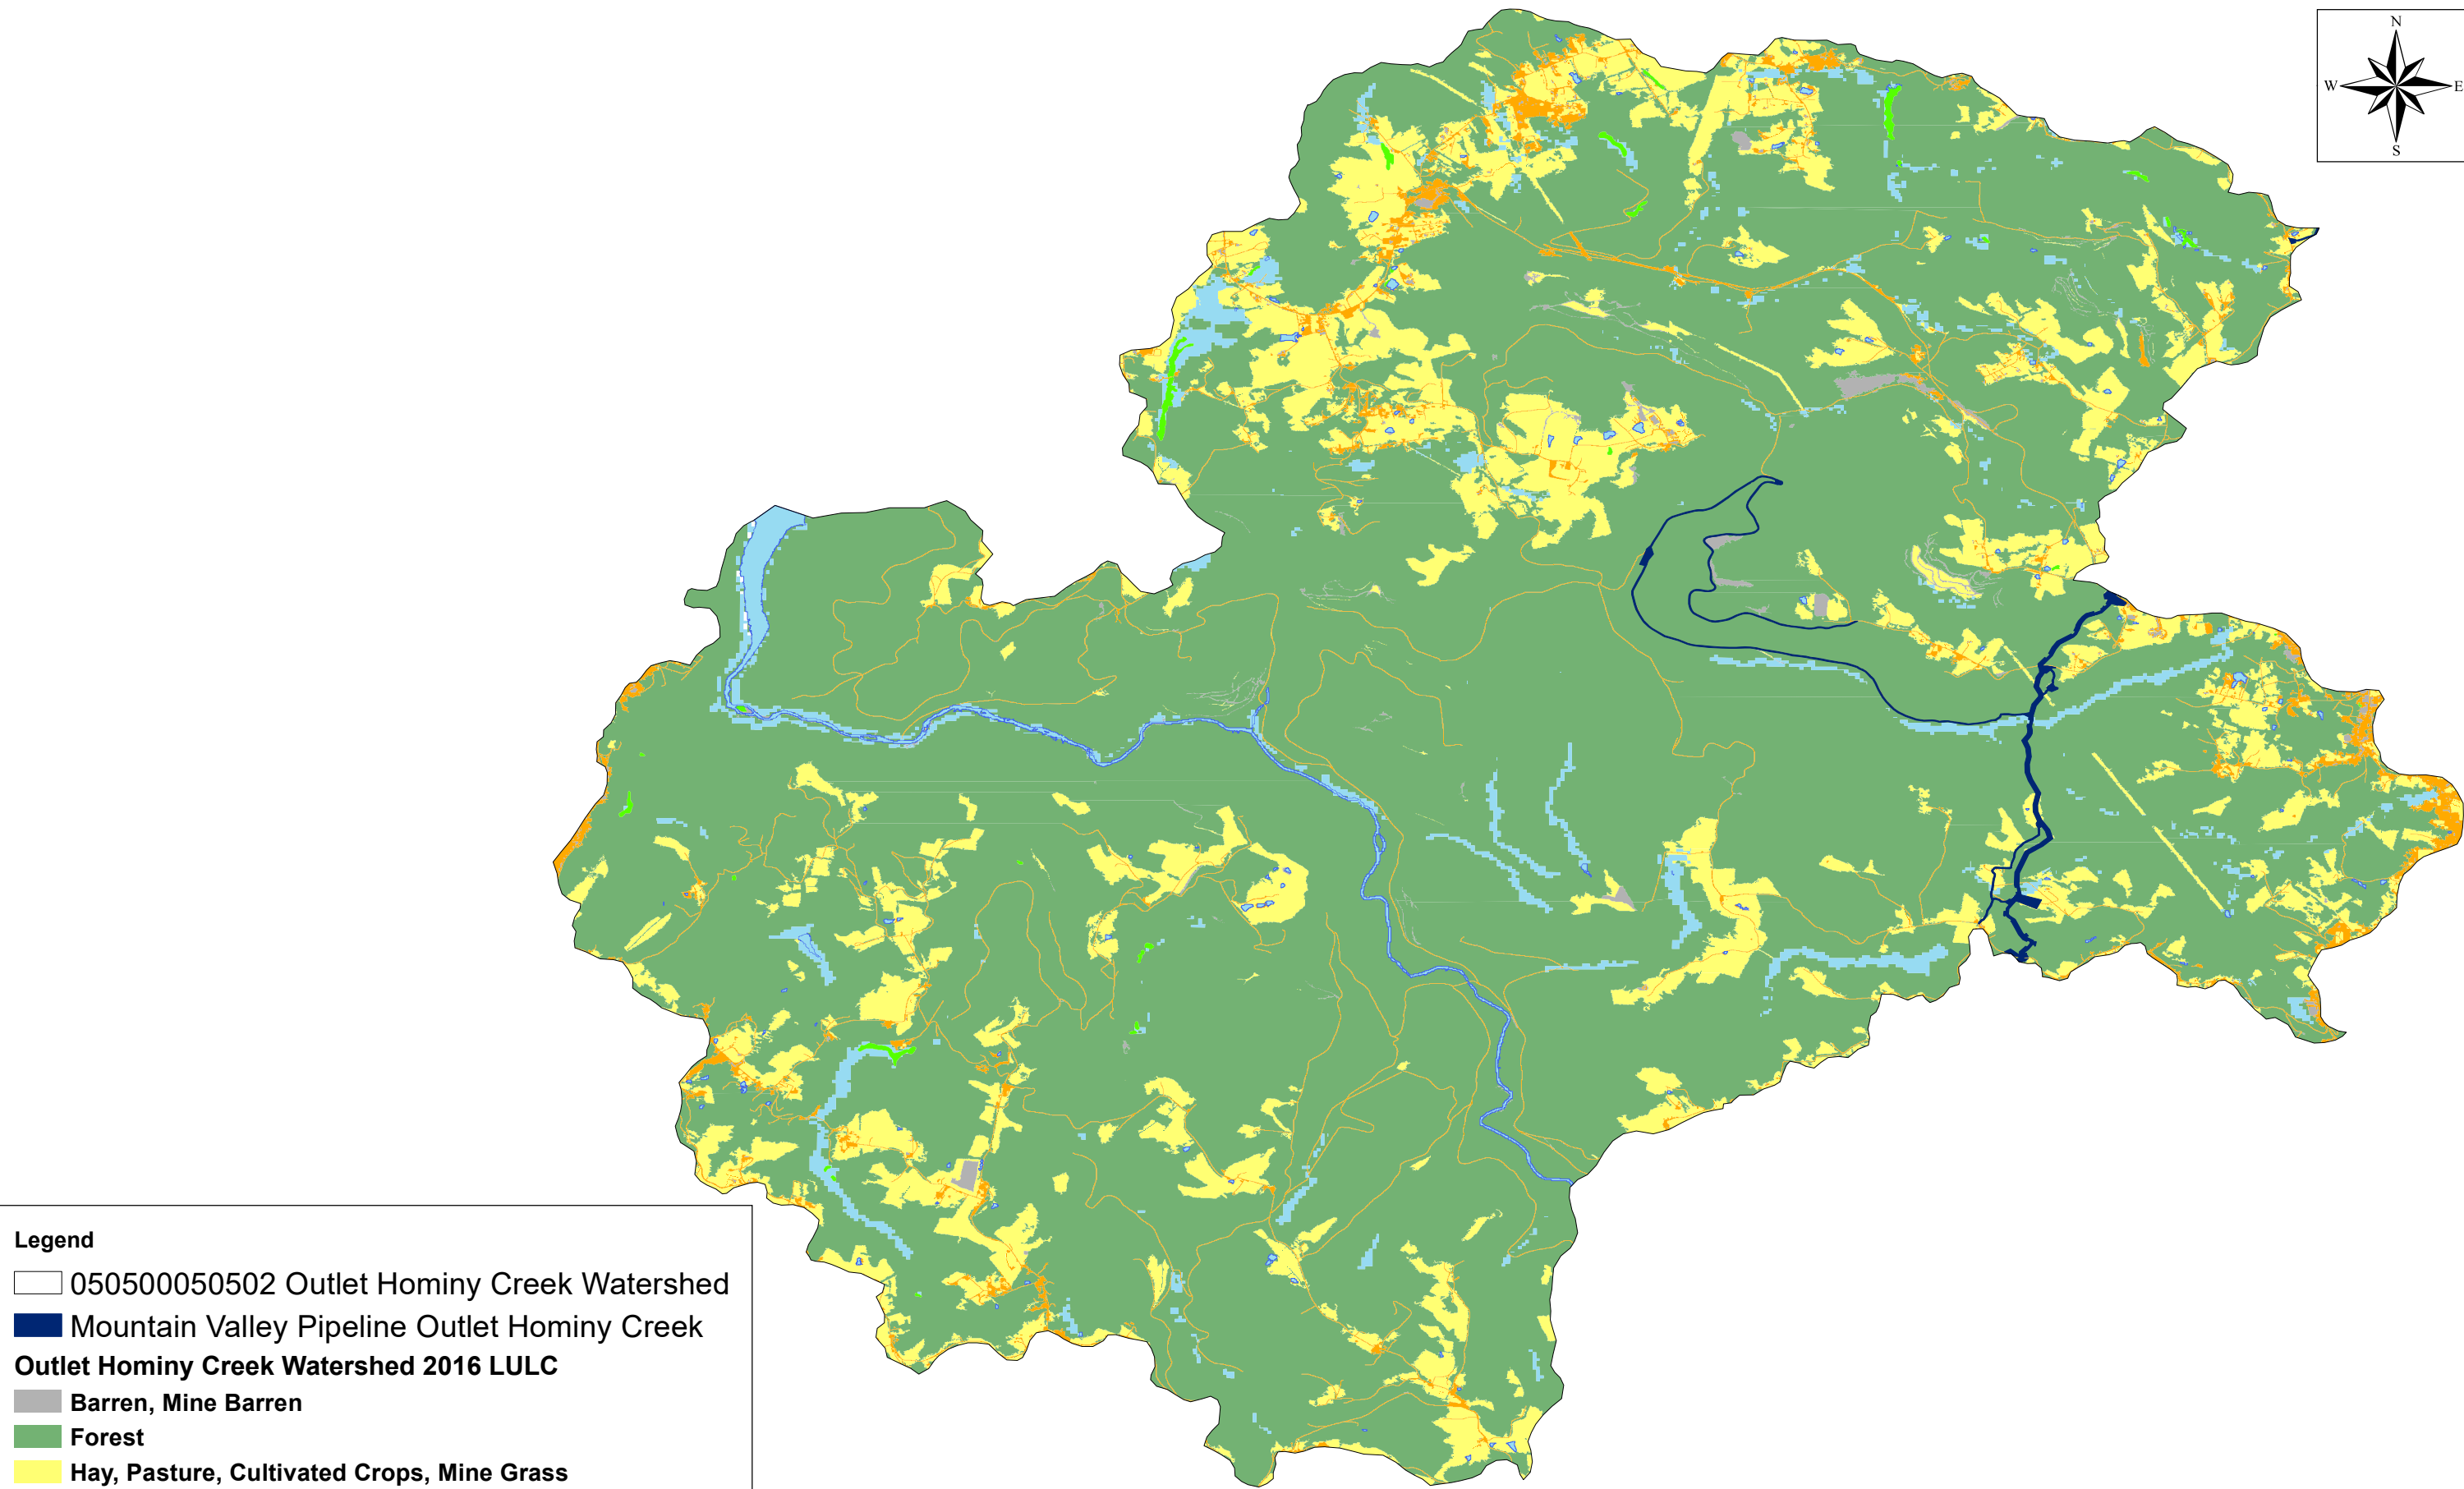 N
W
E
S
Legend
050500050502 Outlet Hominy Creek Watershed
Mountain Valley Pipeline Outlet Hominy Creek
Outlet Hominy Creek Watershed 2016 LULC
Barren, Mine Barren
Forest
Hay, Pasture, Cultivated Crops, Mine Grass